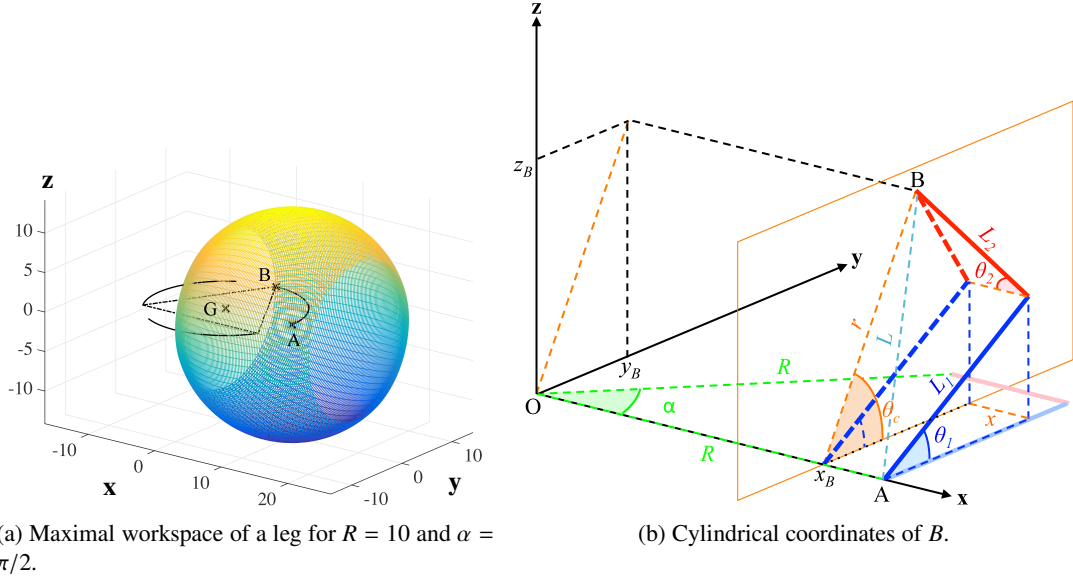 z
10
5
0
-5
-10
B
G
A
-10
0
10
20
x
-10
0
10
y
(a) Maximal workspace of a leg for R = 10 and α =
π/2.
z
z_B
B
L_2
θ_2
y
r
L
y_B
R
L_1
O
α
θ_c
θ_1
x
R
x_B
A
x
(b) Cylindrical coordinates of B.